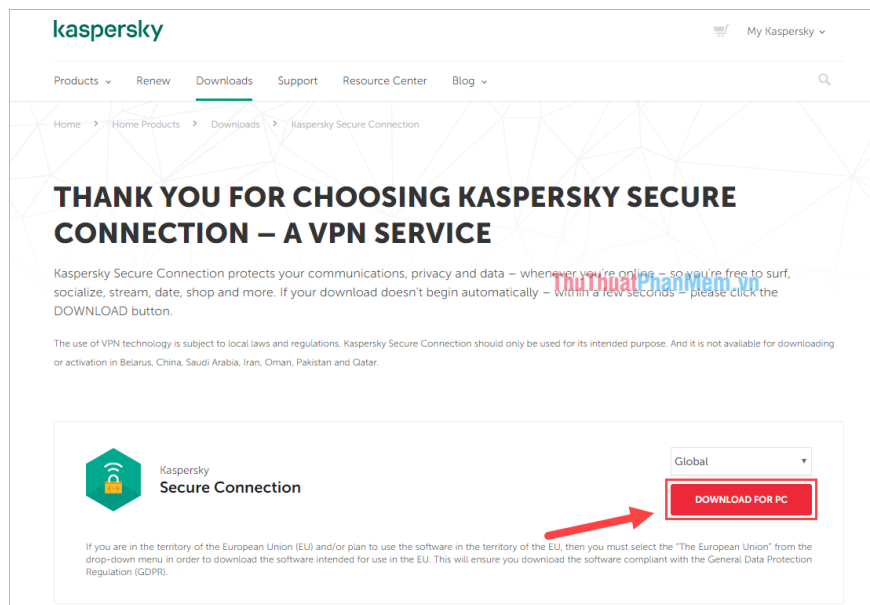 kaspersky
My Kaspersky
Products
Renew
Downloads
Support
Resource Center
Blog
Home > Home Products > Downloads > Kaspersky Secure Connection
THANK YOU FOR CHOOSING KASPERSKY SECURE
CONNECTION – A VPN SERVICE
Kaspersky Secure Connection protects your communications, privacy and data – whenever you're online – so you're free to surf,
socialize, stream, date, shop and more. If your download doesn't begin automatically – within a few seconds – please click the
DOWNLOAD button.
ThuThuatPhanMem.vn
The use of VPN technology is subject to local laws and regulations. Kaspersky Secure Connection should only be used for its intended purpose. And it is not available for downloading
or activation in Belarus, China, Saudi Arabia, Iran, Oman, Pakistan and Qatar.
Kaspersky
Secure Connection
Global
DOWNLOAD FOR PC
If you are in the territory of the European Union (EU) and/or plan to use the software in the territory of the EU, then you must select the "The European Union" from the
drop-down menu in order to download the software intended for use in the EU. This will ensure you download the software compliant with the General Data Protection
Regulation (GDPR).